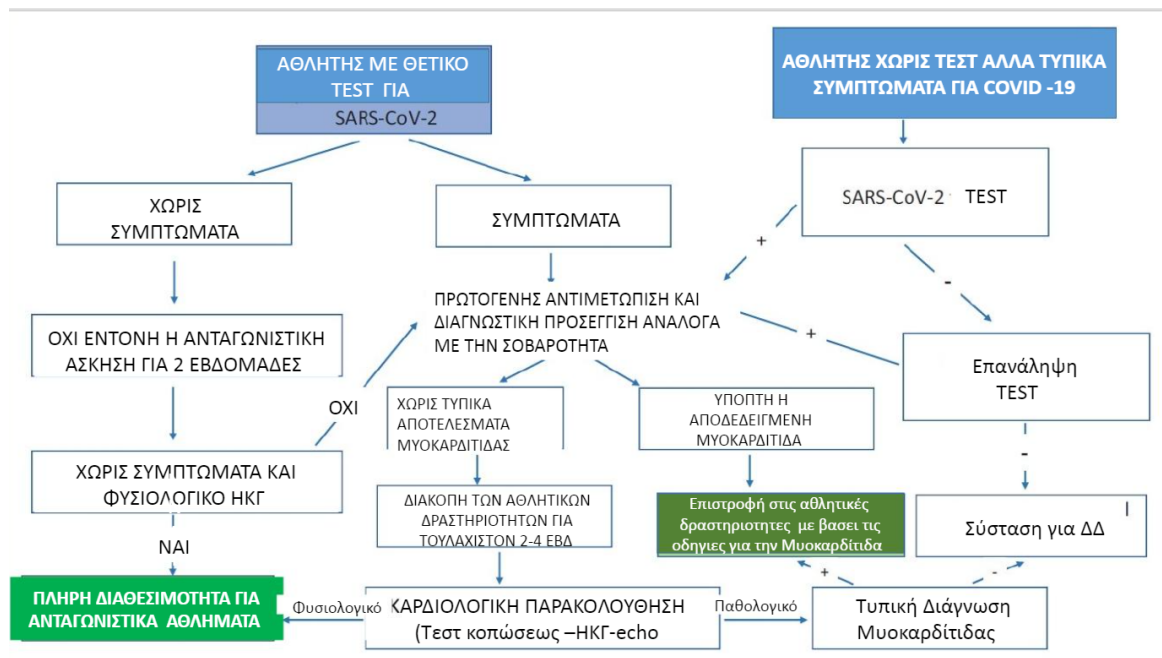 ΑΘΛΗΤΗΣ ΜΕ ΘΕΤΙΚΟ
TEST ΓΙΑ
SARS-CoV-2
ΑΘΛΗΤΗΣ ΧΩΡΙΣ ΤΕΣΤ ΑΛΛΑ ΤΥΠΙΚΑ
ΣΥΜΠΤΩΜΑΤΑ ΓΙΑ COVID -19
ΧΩΡΙΣ
ΣΥΜΠΤΩΜΑΤΑ
ΣΥΜΠΤΩΜΑΤΑ
SARS-CoV-2 TEST
+
-
ΠΡΩΤΟΓΕΝΗΣ ΑΝΤΙΜΕΤΩΠΙΣΗ ΚΑΙ
ΔΙΑΓΝΩΣΤΙΚΗ ΠΡΟΣΕΓΓΙΣΗ ΑΝΑΛΟΓΑ
ΜΕ ΤΗΝ ΣΟΒΑΡΟΤΗΤΑ
ΟΧΙ ΕΝΤΟΝΗ Η ΑΝΤΑΓΩΝΙΣΤΙΚΗ
ΑΣΚΗΣΗ ΓΙΑ 2 ΕΒΔΟΜΑΔΕΣ
+
Επανάληψη
TEST
ΟΧΙ
ΧΩΡΙΣ ΤΥΠΙΚΑ
ΑΠΟΤΕΛΕΣΜΑΤΑ
ΜΥΟΚΑΡΔΙΤΙΔΑΣ
ΥΠΟΠΤΗ Η
ΑΠΟΔΕΔΕΙΓΜΕΝΗ
ΜΥΟΚΑΡΔΙΤΙΔΑ
-
ΧΩΡΙΣ ΣΥΜΠΤΩΜΑΤΑ ΚΑΙ
ΦΥΣΙΟΛΟΓΙΚΟ ΗΚΓ
ΔΙΑΚΟΠΗ ΤΩΝ ΑΘΛΗΤΙΚΩΝ
ΔΡΑΣΤΗΡΙΟΤΗΤΩΝ ΓΙΑ
ΤΟΥΛΑΧΙΣΤΟΝ 2-4 ΕΒΔ
Επιστροφή στις αθλητικές
δραστηριοτητες με βασει τις
οδηγιες για την Μυοκαρδίτιδα
Σύσταση για ΔΔ
ΝΑΙ
+
-
ΠΛΗΡΗ ΔΙΑΘΕΣΙΜΟΤΗΤΑ ΓΙΑ
ΑΝΤΑΓΩΝΙΣΤΙΚΑ ΑΘΛΗΜΑΤΑ
Φυσιολογικό
ΚΑΡΔΙΟΛΟΓΙΚΗ ΠΑΡΑΚΟΛΟΥΘΗΣΗ
(Τεστ κοπώσεως –ΗΚΓ-echo
Παθολογικό
Τυπική Διάγνωση
Μυοκαρδίτιδας